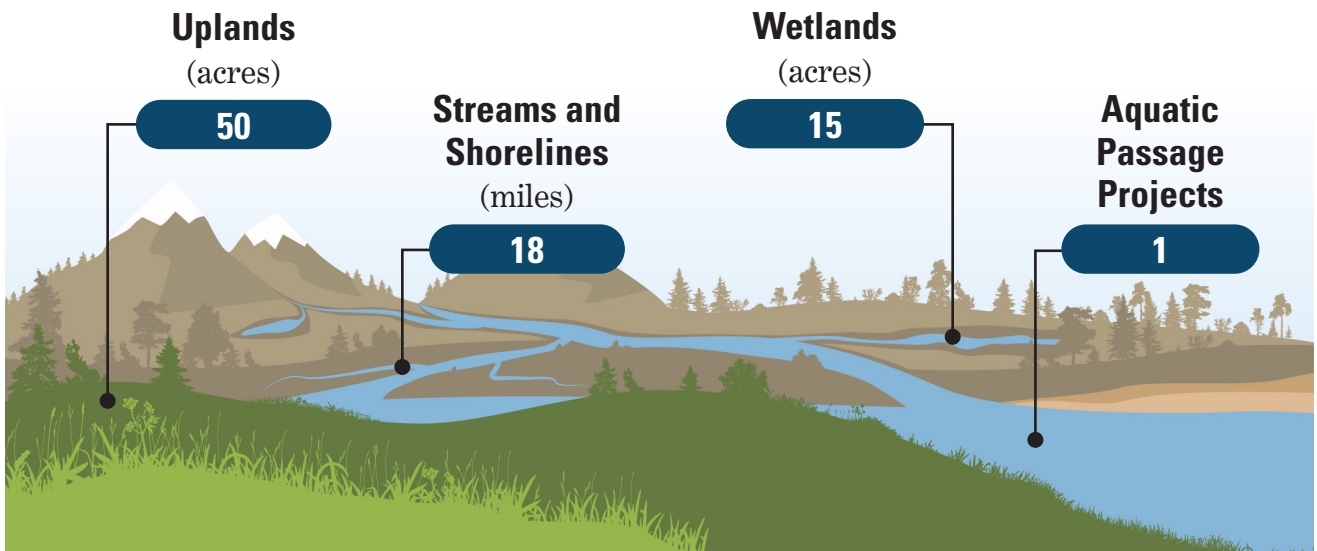 Uplands
(acres)
50
Streams and
Shorelines
(miles)
18
Wetlands
(acres)
15
Aquatic
Passage
Projects
1